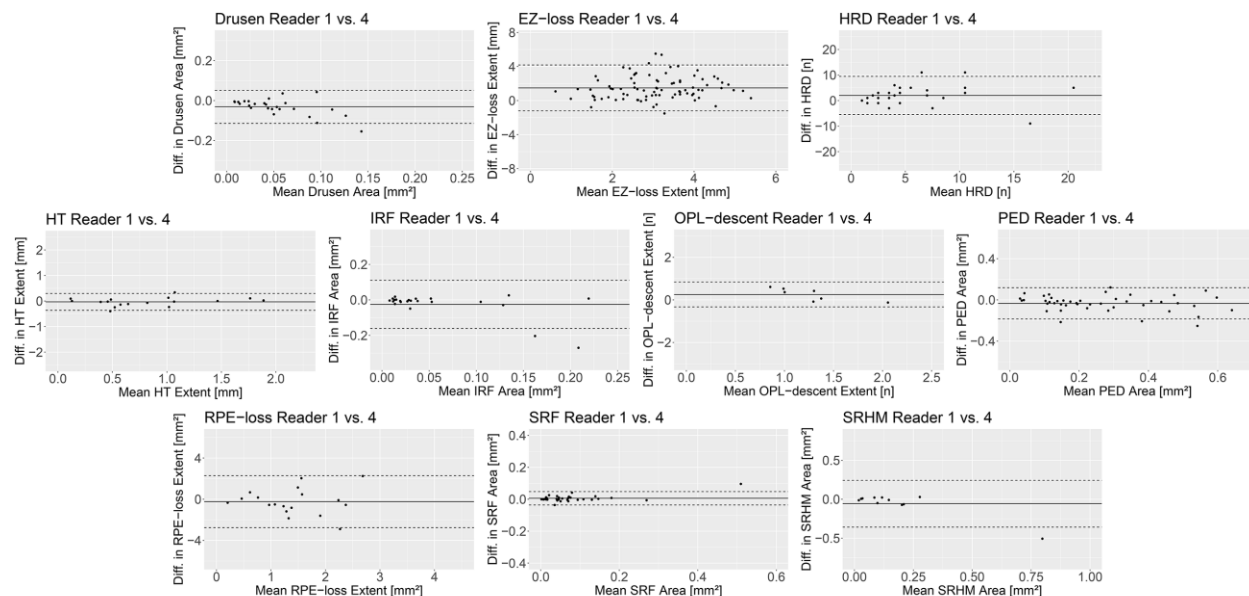 Drusen Reader 1 vs. 4
Diff. in Drusen Area [mm²]
0.2
0.0
−0.2
0.00 0.05 0.10 0.15 0.20 0.25
Mean Drusen Area [mm²]
EZ−loss Reader 1 vs. 4
Diff. in EZ−loss Extent [mm]
8
4
0
−4
−8
0 2 4 6
Mean EZ−loss Extent [mm]
HRD Reader 1 vs. 4
Diff. in HRD [n]
20
10
0
−10
−20
0 5 10 15 20
Mean HRD [n]
HT Reader 1 vs. 4
Diff. in HT Extent [mm]
2
1
0
−1
−2
0.0 0.5 1.0 1.5 2.0
Mean HT Extent [mm]
IRF Reader 1 vs. 4
Diff. in IRF Area [mm²]
0.2
0.0
−0.2
0.00 0.05 0.10 0.15 0.20 0.25
Mean IRF Area [mm²]
OPL−descent Reader 1 vs. 4
Diff. in OPL−descent Extent [n]
2
0
−2
0.0 0.5 1.0 1.5 2.0 2.5
Mean OPL−descent Extent [n]
PED Reader 1 vs. 4
Diff. in PED Area [mm²]
0.4
0.0
−0.4
0.0 0.2 0.4 0.6
Mean PED Area [mm²]
RPE−loss Reader 1 vs. 4
Diff. in RPE−loss Extent [mm²]
4
0
−4
0 1 2 3 4
Mean RPE−loss Extent [mm²]
SRF Reader 1 vs. 4
Diff. in SRF Area [mm²]
0.4
0.2
0.0
−0.2
−0.4
0.0 0.2 0.4 0.6
Mean SRF Area [mm²]
SRHM Reader 1 vs. 4
Diff. in SRHM Area [mm²]
0.5
0.0
−0.5
0.00 0.25 0.50 0.75 1.00
Mean SRHM Area [mm²]